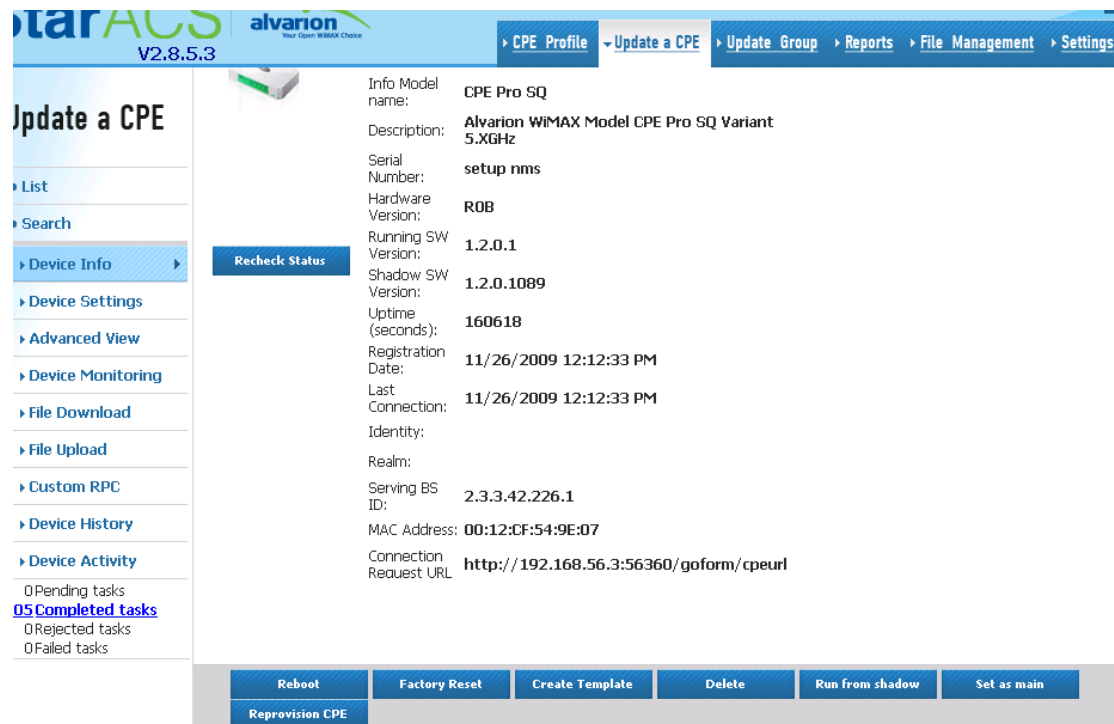 StarACS
V2.8.5.3
alvarion
Your Open WiMAX Choice
CPE Profile
Update a CPE
Update Group
Reports
File Management
Settings
Update a CPE
List
Search
Device Info
Device Settings
Advanced View
Device Monitoring
File Download
File Upload
Custom RPC
Device History
Device Activity
0 Pending tasks
05 Completed tasks
0 Rejected tasks
0 Failed tasks
Recheck Status
Info Model
name: CPE Pro SQ
Description: Alvarion WiMAX Model CPE Pro SQ Variant
5.XGHz
Serial
Number: setup nms
Hardware
Version: R0B
Running SW
Version: 1.2.0.1
Shadow SW
Version: 1.2.0.1089
Uptime
(seconds): 160618
Registration
Date: 11/26/2009 12:12:33 PM
Last
Connection: 11/26/2009 12:12:33 PM
Identity:
Realm:
Serving BS
ID: 2.3.3.42.226.1
MAC Address: 00:12:CF:54:9E:07
Connection
Request URL http://192.168.56.3:56360/goform/cpeurl
Reboot
Factory Reset
Create Template
Delete
Run from shadow
Set as main
Reprovision CPE